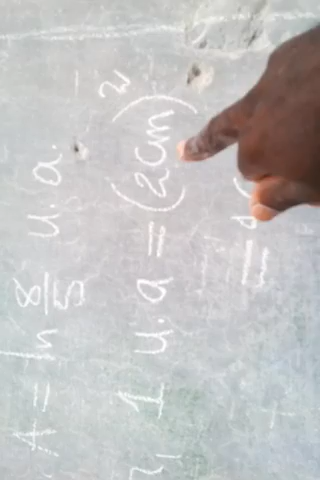 A = ln 8/5 u.a.
1 u.a = (2cm)²
=